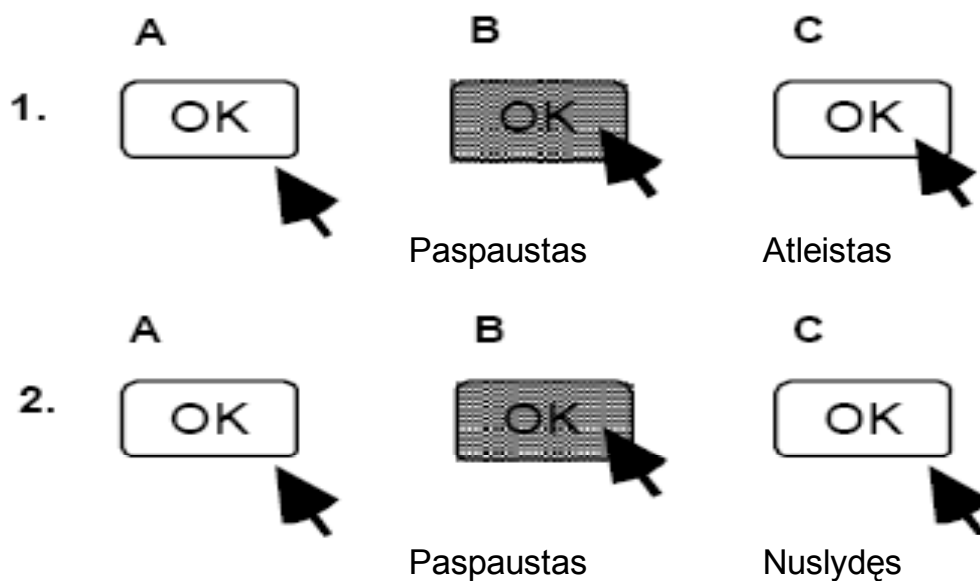 A B C
1. OK OK OK
Paspaustas Atleistas
A B C
2. OK OK OK
Paspaustas Nuslydęs